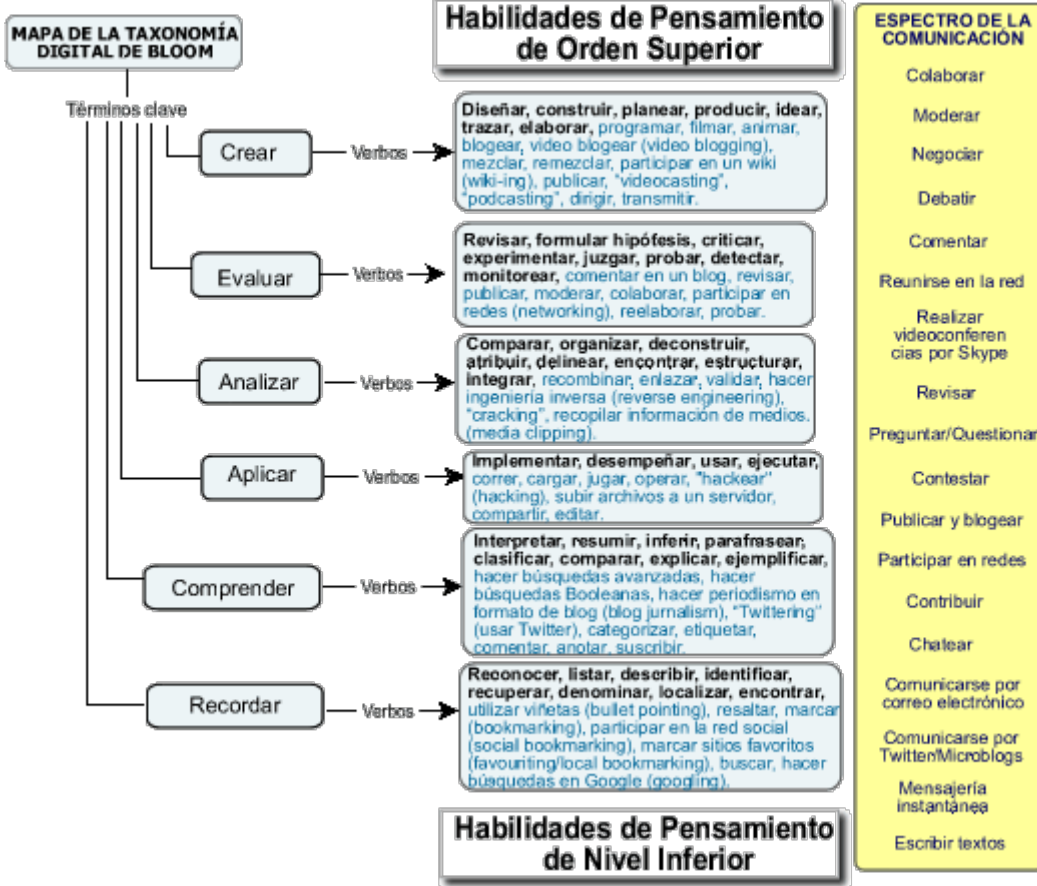 MAPA DE LA TAXONOMÍA
DIGITAL DE BLOOM
Términos clave
Habilidades de Pensamiento
de Orden Superior
Crear
Verbos
Diseñar, construir, planear, producir, idear,
trazar, elaborar, programar, filmar, animar,
blogear, video blogear (video blogging),
mezclar, remezclar, participar en un wiki
(wiki-ing), publicar, "videocasting",
"podcasting", dirigir, transmitir.
Evaluar
Verbos
Revisar, formular hipófesis, criticar,
experimentar, juzgar, probar, detectar,
monitorear, comentar en un blog, revisar,
publicar, moderar, colaborar, participar en
redes (networking), reelaborar, probar.
Analizar
Verbos
Comparar, organizar, deconstruir,
atribuir, delinear, encontrar, estructurar,
integrar, recombinar, enlazar, validar, hacer
ingeniería inversa (reverse engineering),
"cracking", recopilar información de medios.
(media clipping).
Aplicar
Verbos
Implementar, desempeñar, usar, ejecutar,
correr, cargar, jugar, operar, "hackear"
(hacking), subir archivos a un servidor,
compartir, editar.
Comprender
Verbos
Interpretar, resumir, inferir, parafrasear,
clasificar, comparar, explicar, ejemplificar,
hacer búsquedas avanzadas, hacer
búsquedas Booleanas, hacer periodismo en
formato de blog (blog jurnalism), "Twittering"
(usar Twitter), categorizar, etiquetar,
comentar, anotar, suscribir.
Recordar
Verbos
Reconocer, listar, describir, identificar,
recuperar, denominar, localizar, encontrar,
utilizar viñetas (bullet pointing), resaltar, marcar
(bookmarking), participar en la red social
(social bookmarking), marcar sitios favoritos
(favouriting/local bookmarking), buscar, hacer
búsquedas en Google (googling).
Habilidades de Pensamiento
de Nivel Inferior
ESPECTRO DE LA
COMUNICACIÓN
Colaborar
Moderar
Negociar
Debatir
Comentar
Reunirse en la red
Realizar
videoconferen
cias por Skype
Revisar
Preguntar/Questionar
Contestar
Publicar y blogear
Participar en redes
Contribuir
Chatear
Comunicarse por
correo electrónico
Comunicarse por
Twitter/Microblogs
Mensajería
instantánea
Escribir textos